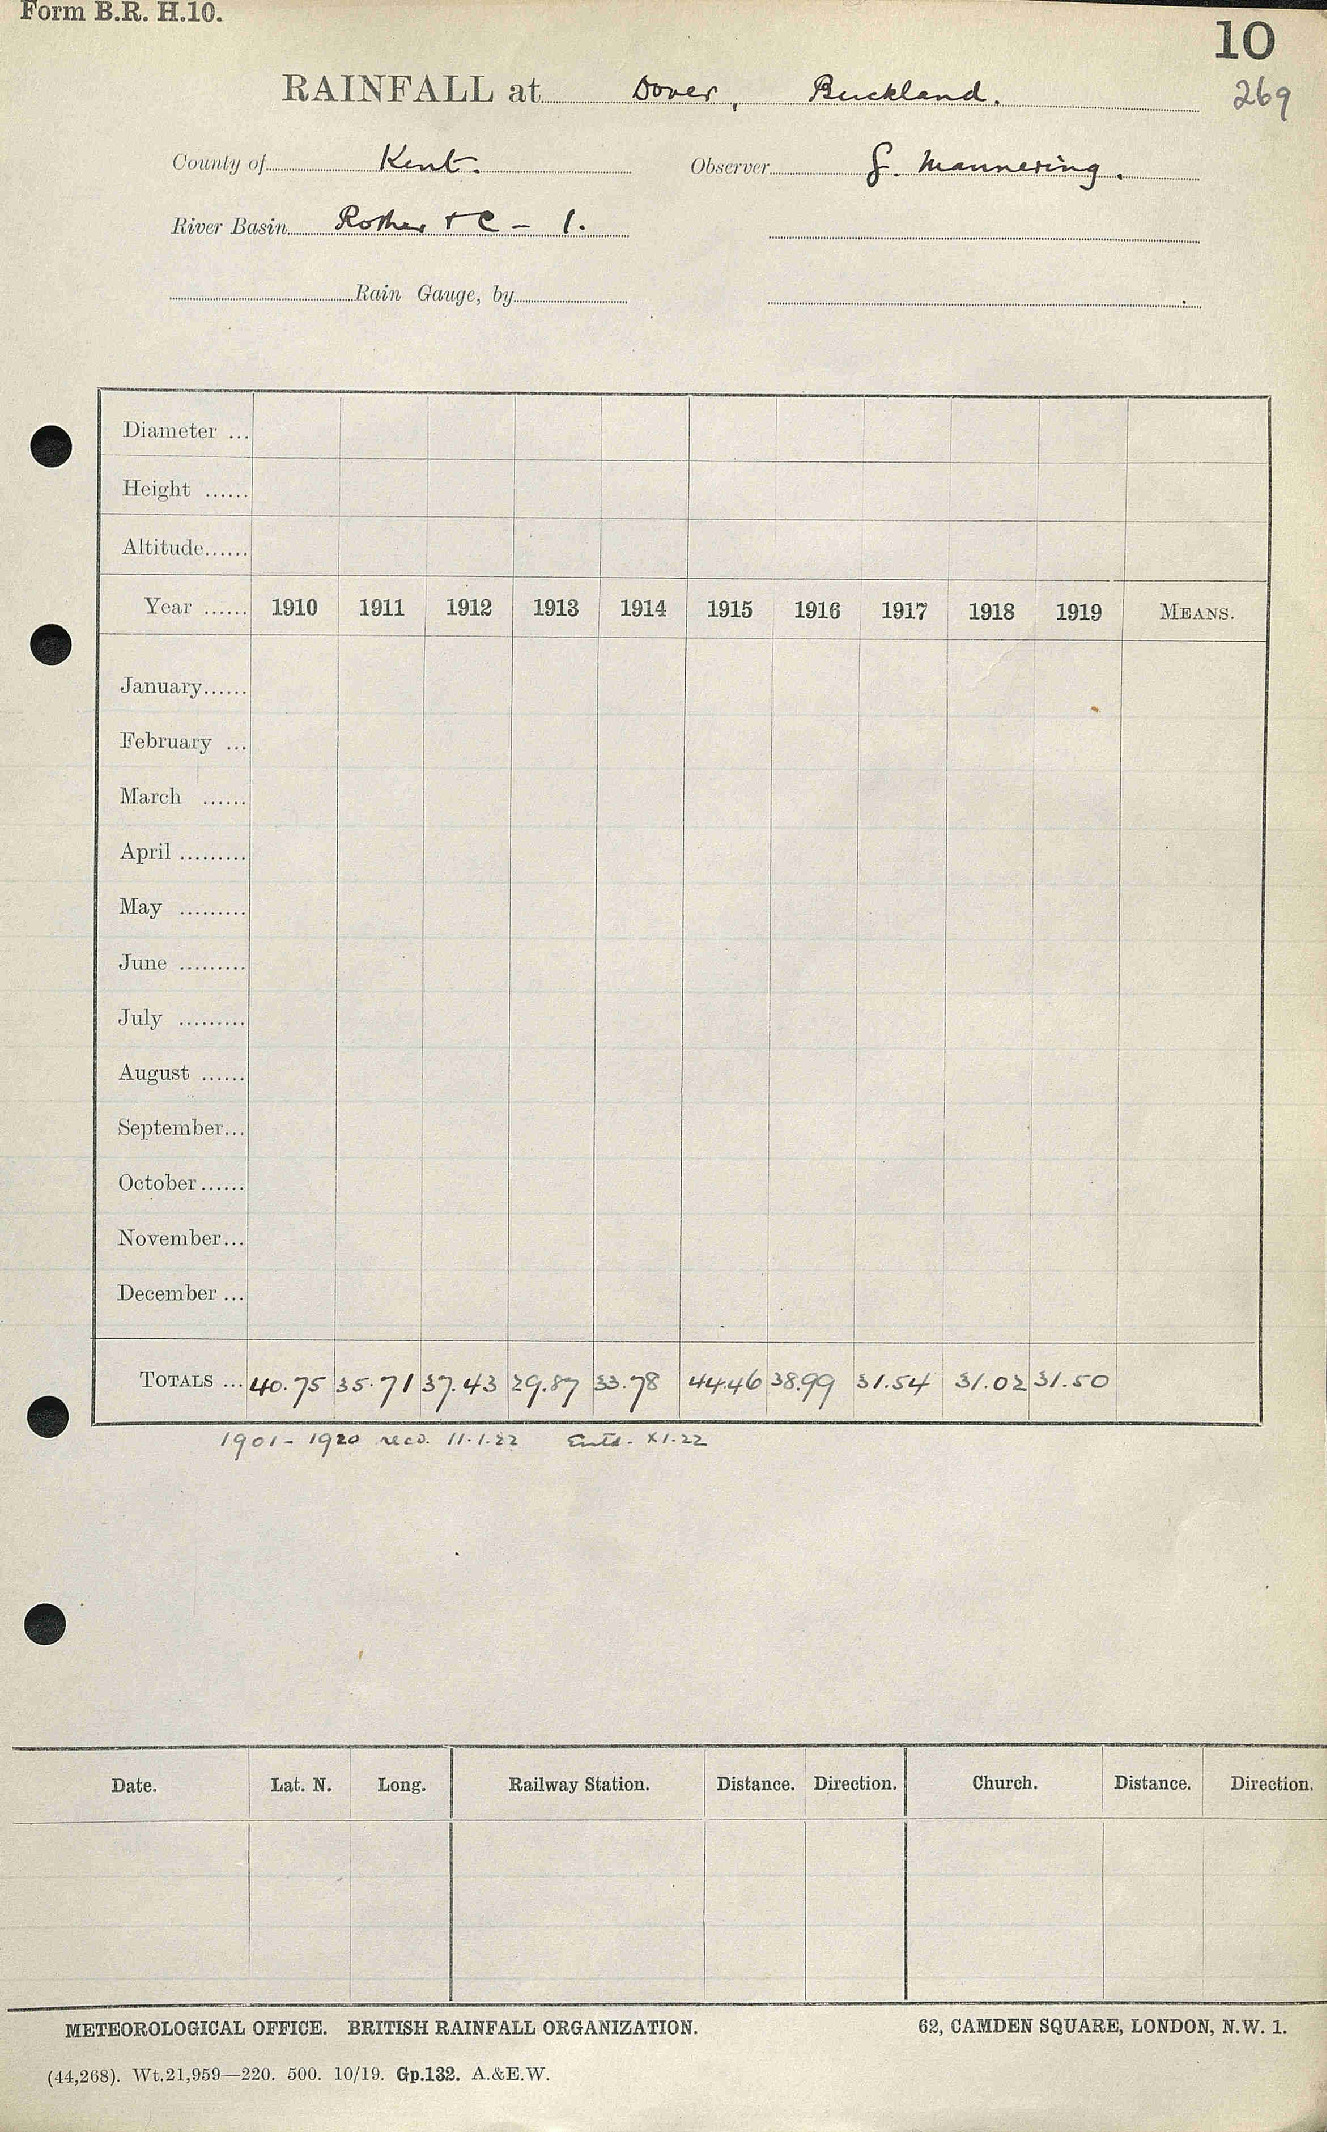 Form B.R. H.10.
10
RAINFALL at Dover, Buckland.
269
County of Kent. Observer G. Mannering.
River Basin Rother + C - 1.
Rain Gauge, by
Diameter ...
Height ......
Altitude......
Year ...... 1910 1911 1912 1913 1914 1915 1916 1917 1918 1919 MEANS.
January......
February ...
March ......
April .........
May .........
June .........
July .........
August ......
September...
October......
November...
December ...
TOTALS ... 40.75 35.71 37.43 29.87 33.78 44.46 38.99 31.54 31.02 31.50
1901 - 1920 recd. 11.1.22 Entd. XI.22
Date. Lat. N. Long. Railway Station. Distance. Direction. Church. Distance. Direction.
METEOROLOGICAL OFFICE. BRITISH RAINFALL ORGANIZATION. 62, CAMDEN SQUARE, LONDON, N.W. 1.
(44,268). Wt.21,959—220. 500. 10/19. Gp.132. A.&E.W.